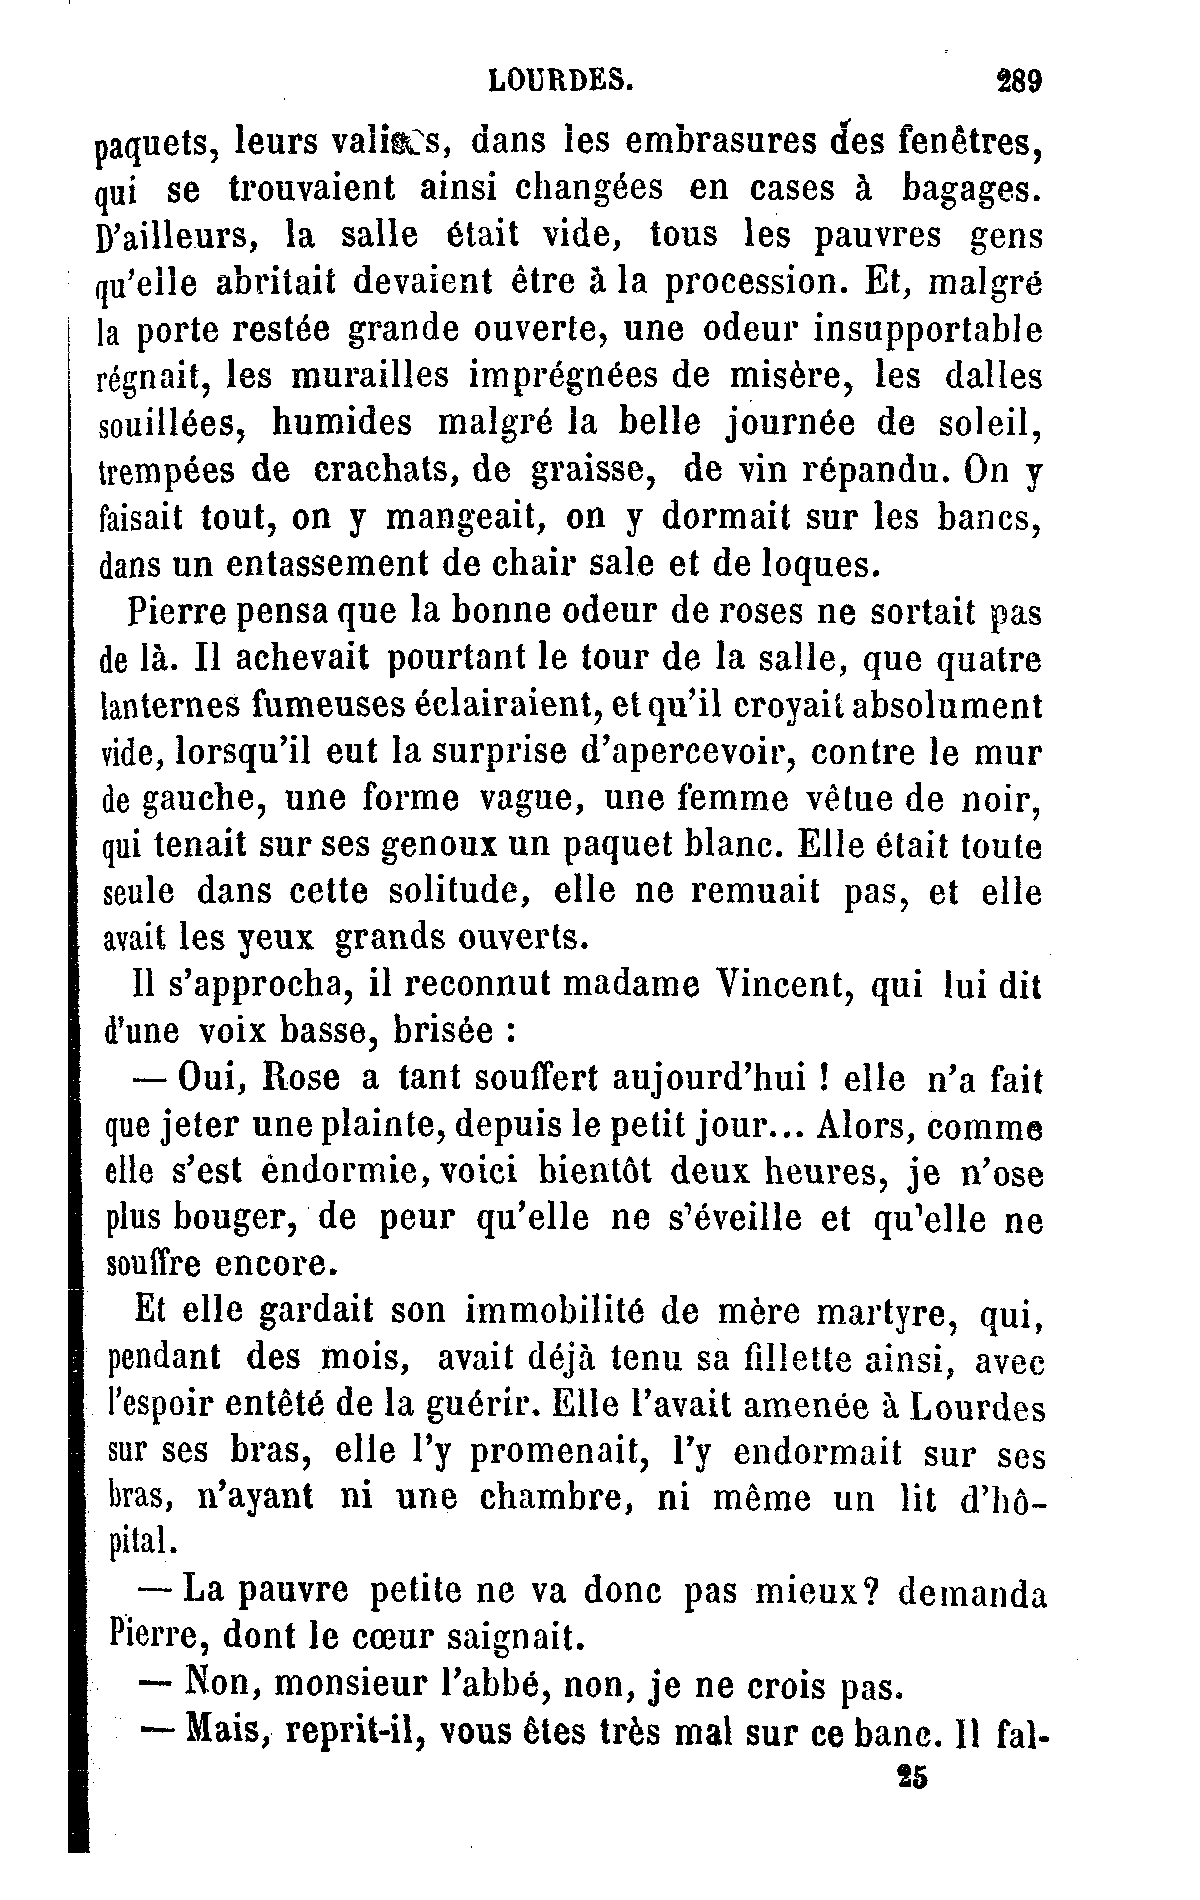 LOURDES. 289
paquets, leurs valises, dans les embrasures des fenêtres,
qui se trouvaient ainsi changées en cases à bagages.
D'ailleurs, la salle était vide, tous les pauvres gens
qu'elle abritait devaient être à la procession. Et, malgré
la porte restée grande ouverte, une odeur insupportable
régnait, les murailles imprégnées de misère, les dalles
souillées, humides malgré la belle journée de soleil,
trempées de crachats, de graisse, de vin répandu. On y
faisait tout, on y mangeait, on y dormait sur les bancs,
dans un entassement de chair sale et de loques.
Pierre pensa que la bonne odeur de roses ne sortait pas
de là. Il achevait pourtant le tour de la salle, que quatre
lanternes fumeuses éclairaient, et qu'il croyait absolument
vide, lorsqu'il eut la surprise d'apercevoir, contre le mur
de gauche, une forme vague, une femme vêtue de noir,
qui tenait sur ses genoux un paquet blanc. Elle était toute
seule dans cette solitude, elle ne remuait pas, et elle
avait les yeux grands ouverts.
Il s'approcha, il reconnut madame Vincent, qui lui dit
d'une voix basse, brisée :
— Oui, Rose a tant souffert aujourd'hui ! elle n'a fait
que jeter une plainte, depuis le petit jour... Alors, comme
elle s'est endormie, voici bientôt deux heures, je n'ose
plus bouger, de peur qu'elle ne s'éveille et qu'elle ne
souffre encore.
Et elle gardait son immobilité de mère martyre, qui,
pendant des mois, avait déjà tenu sa fillette ainsi, avec
l'espoir entêté de la guérir. Elle l'avait amenée à Lourdes
sur ses bras, elle l'y promenait, l'y endormait sur ses
bras, n'ayant ni une chambre, ni même un lit d'hô-
pital.
— La pauvre petite ne va donc pas mieux? demanda
Pierre, dont le cœur saignait.
— Non, monsieur l'abbé, non, je ne crois pas.
— Mais, reprit-il, vous êtes très mal sur ce banc. Il fal-
25